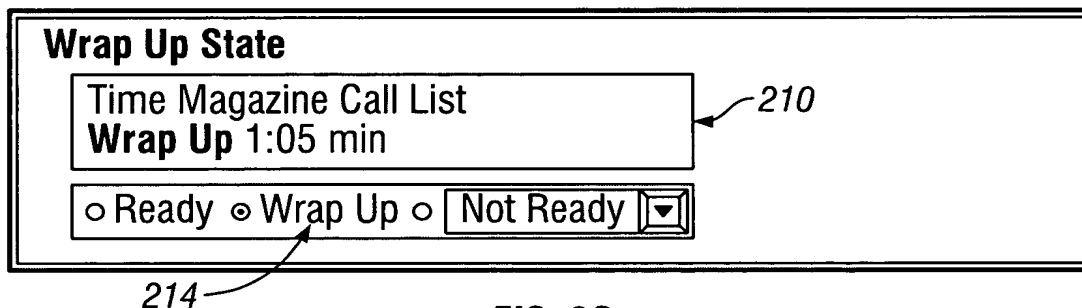 Wrap Up State
Time Magazine Call List
Wrap Up 1:05 min
210
Ready Wrap Up Not Ready
214